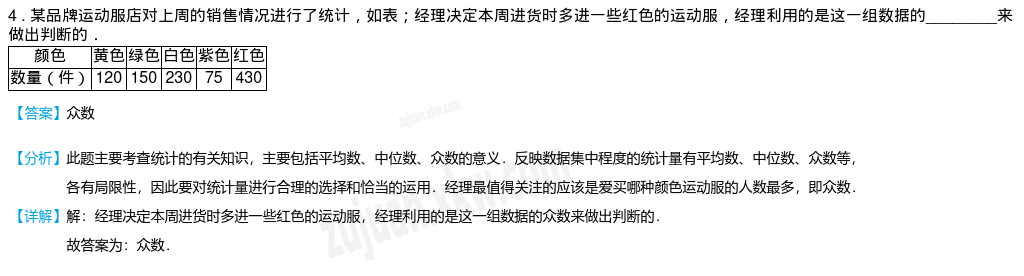 4．某品牌运动服店对上周的销售情况进行了统计，如表；经理决定本周进货时多进一些红色的运动服，经理利用的是这一组数据的_________来
做出判断的．
颜色 黄色 绿色 白色 紫色 红色
数量（件） 120 150 230 75 430
【答案】众数
zujuan.xkw.com
【分析】此题主要考查统计的有关知识，主要包括平均数、中位数、众数的意义．反映数据集中程度的统计量有平均数、中位数、众数等，
各有局限性，因此要对统计量进行合理的选择和恰当的运用．经理最值得关注的应该是爱买哪种颜色运动服的人数最多，即众数．
【详解】解：经理决定本周进货时多进一些红色的运动服，经理利用的是这一组数据的众数来做出判断的．
故答案为：众数．
zujuan.xkw.com